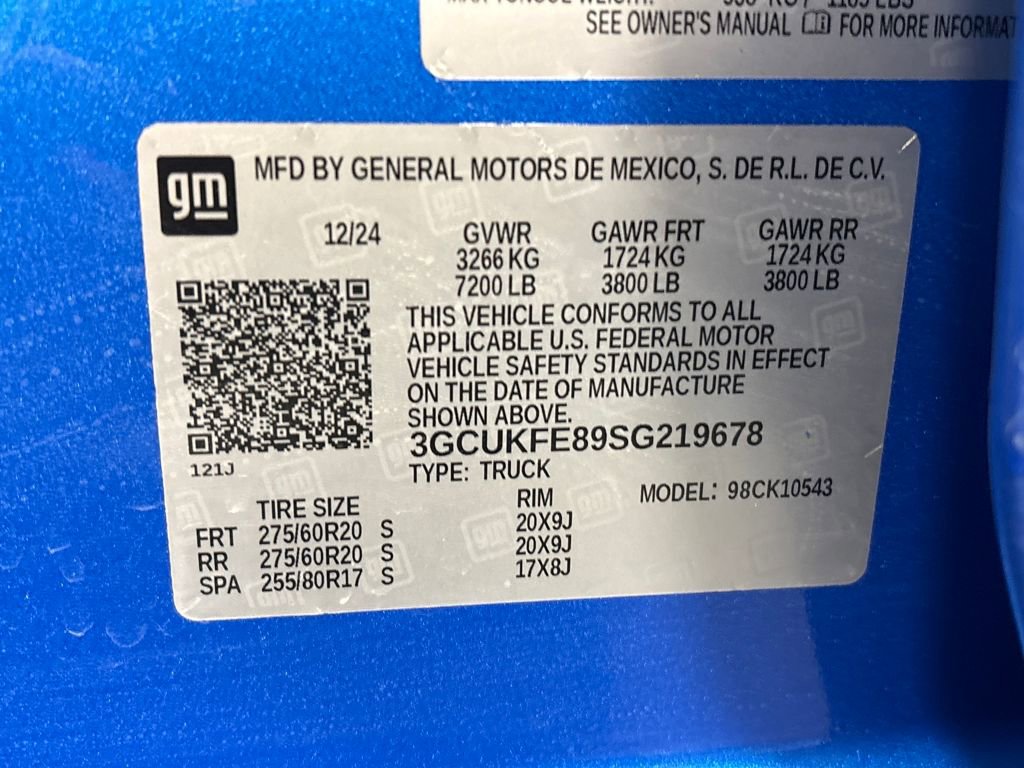 SEE OWNER'S MANUAL FOR MORE INFORMAT
gm
MFD BY GENERAL MOTORS DE MEXICO, S. DE R.L. DE C.V.
12/24 GVWR GAWR FRT GAWR RR
3266 KG 1724 KG 1724 KG
7200 LB 3800 LB 3800 LB
THIS VEHICLE CONFORMS TO ALL
APPLICABLE U.S. FEDERAL MOTOR
VEHICLE SAFETY STANDARDS IN EFFECT
ON THE DATE OF MANUFACTURE
SHOWN ABOVE.
3GCUKFE89SG219678
121J
TYPE: TRUCK
TIRE SIZE RIM MODEL: 98CK10543
FRT 275/60R20 S 20X9J
RR 275/60R20 S 20X9J
SPA 255/80R17 S 17X8J